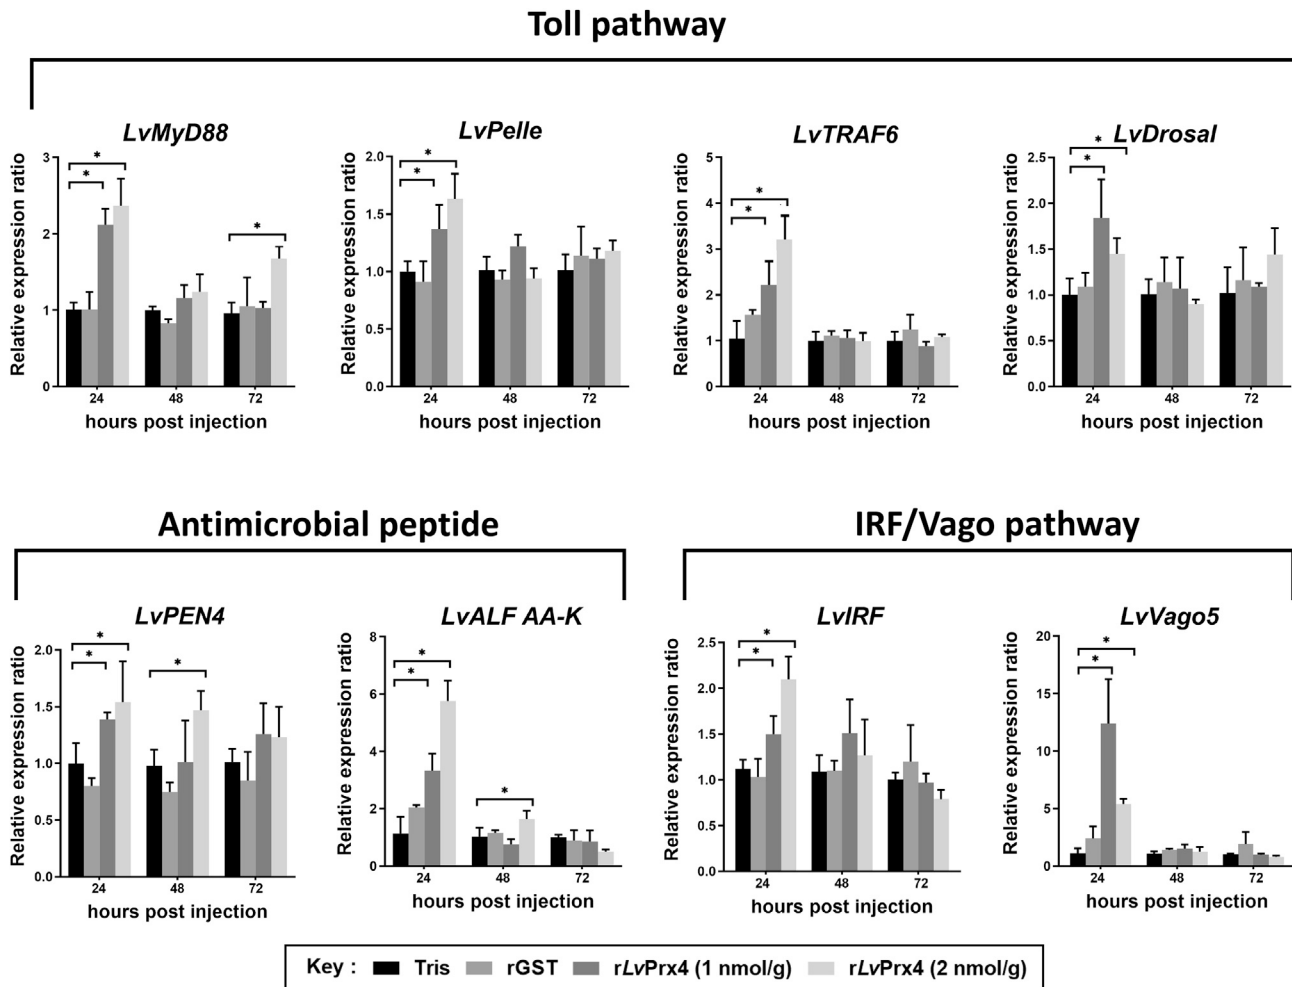 Toll pathway
LvMyD88
Relative expression ratio
3
2
1
0
* * *
24 48 72
hours post injection
LvPelle
Relative expression ratio
2.0
1.5
1.0
0.5
0.0
* *
24 48 72
hours post injection
LvTRAF6
Relative expression ratio
5
4
3
2
1
0
* *
24 48 72
hours post injection
LvDrosal
Relative expression ratio
2.5
2.0
1.5
1.0
0.5
0.0
* *
24 48 72
hours post injection
Antimicrobial peptide
LvPEN4
Relative expression ratio
2.0
1.5
1.0
0.5
0.0
* * *
24 48 72
hours post injection
LvALF AA-K
Relative expression ratio
8
6
4
2
0
* * *
24 48 72
hours post injection
IRF/Vago pathway
LvIRF
Relative expression ratio
2.5
2.0
1.5
1.0
0.5
0.0
* *
24 48 72
hours post injection
LvVago5
Relative expression ratio
20
15
10
5
0
* *
24 48 72
hours post injection
Key : Tris rGST rLvPrx4 (1 nmol/g) rLvPrx4 (2 nmol/g)